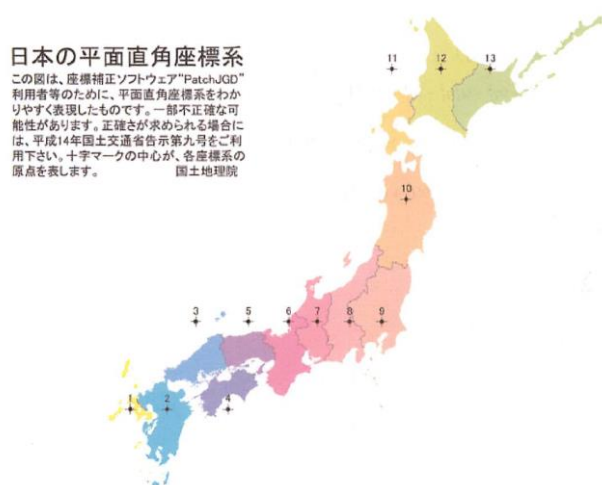 日本の平面直角座標系
この図は、座標補正ソフトウェア“PatchJGD”
利用者等のために、平面直角座標系をわか
りやすく表現したものです。一部不正確な可
能性があります。正確さが求められる場合に
は、平成14年国土交通省告示第九号をご利
用下さい。十字マークの中心が、各座標系の
原点を表します。 国土地理院
11 12 13
10
3 5 6 7 8 9
1 2 4